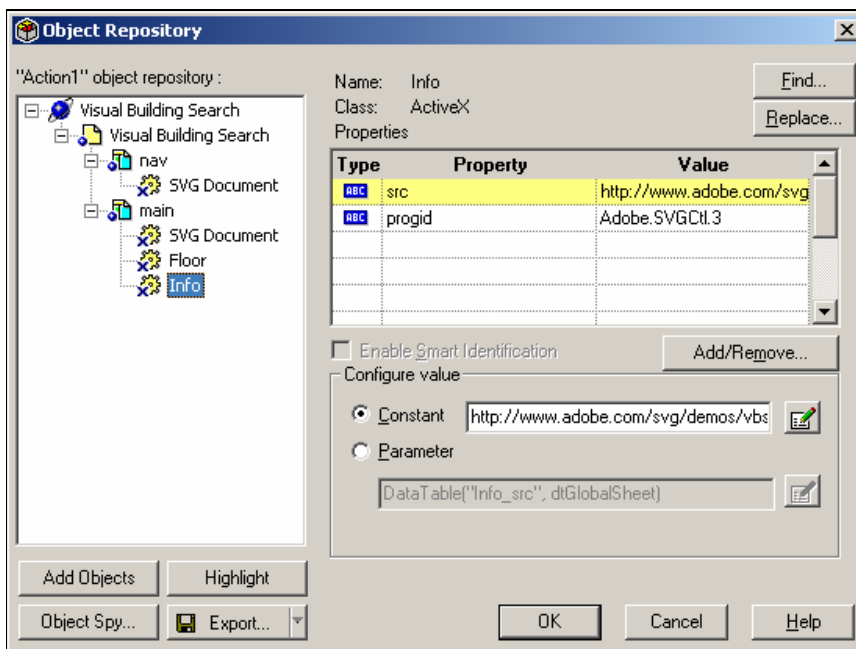 Object Repository
"Action1" object repository :
Visual Building Search
Visual Building Search
nav
SVG Document
main
SVG Document
Floor
Info
Add Objects
Highlight
Object Spy...
Export...
Name: Info
Class: ActiveX
Properties
Find...
Replace...
Type Property Value
ABC src http://www.adobe.com/svg
ABC progid Adobe.SVGCtl.3
Enable Smart Identification
Add/Remove...
Configure value
Constant http://www.adobe.com/svg/demos/vbs
Parameter
DataTable("Info_src", dtGlobalSheet)
OK
Cancel
Help